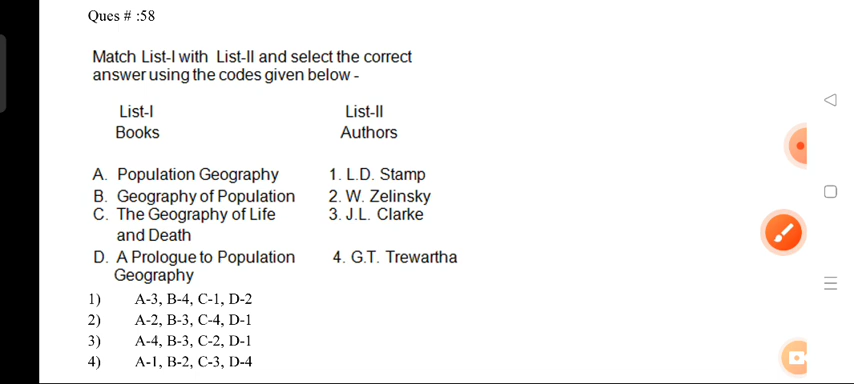 Ques # :58
Match List-I with List-II and select the correct
answer using the codes given below -
List-I List-II
Books Authors
A. Population Geography 1. L.D. Stamp
B. Geography of Population 2. W. Zelinsky
C. The Geography of Life 3. J.L. Clarke
and Death
D. A Prologue to Population 4. G.T. Trewartha
Geography
1) A-3, B-4, C-1, D-2
2) A-2, B-3, C-4, D-1
3) A-4, B-3, C-2, D-1
4) A-1, B-2, C-3, D-4